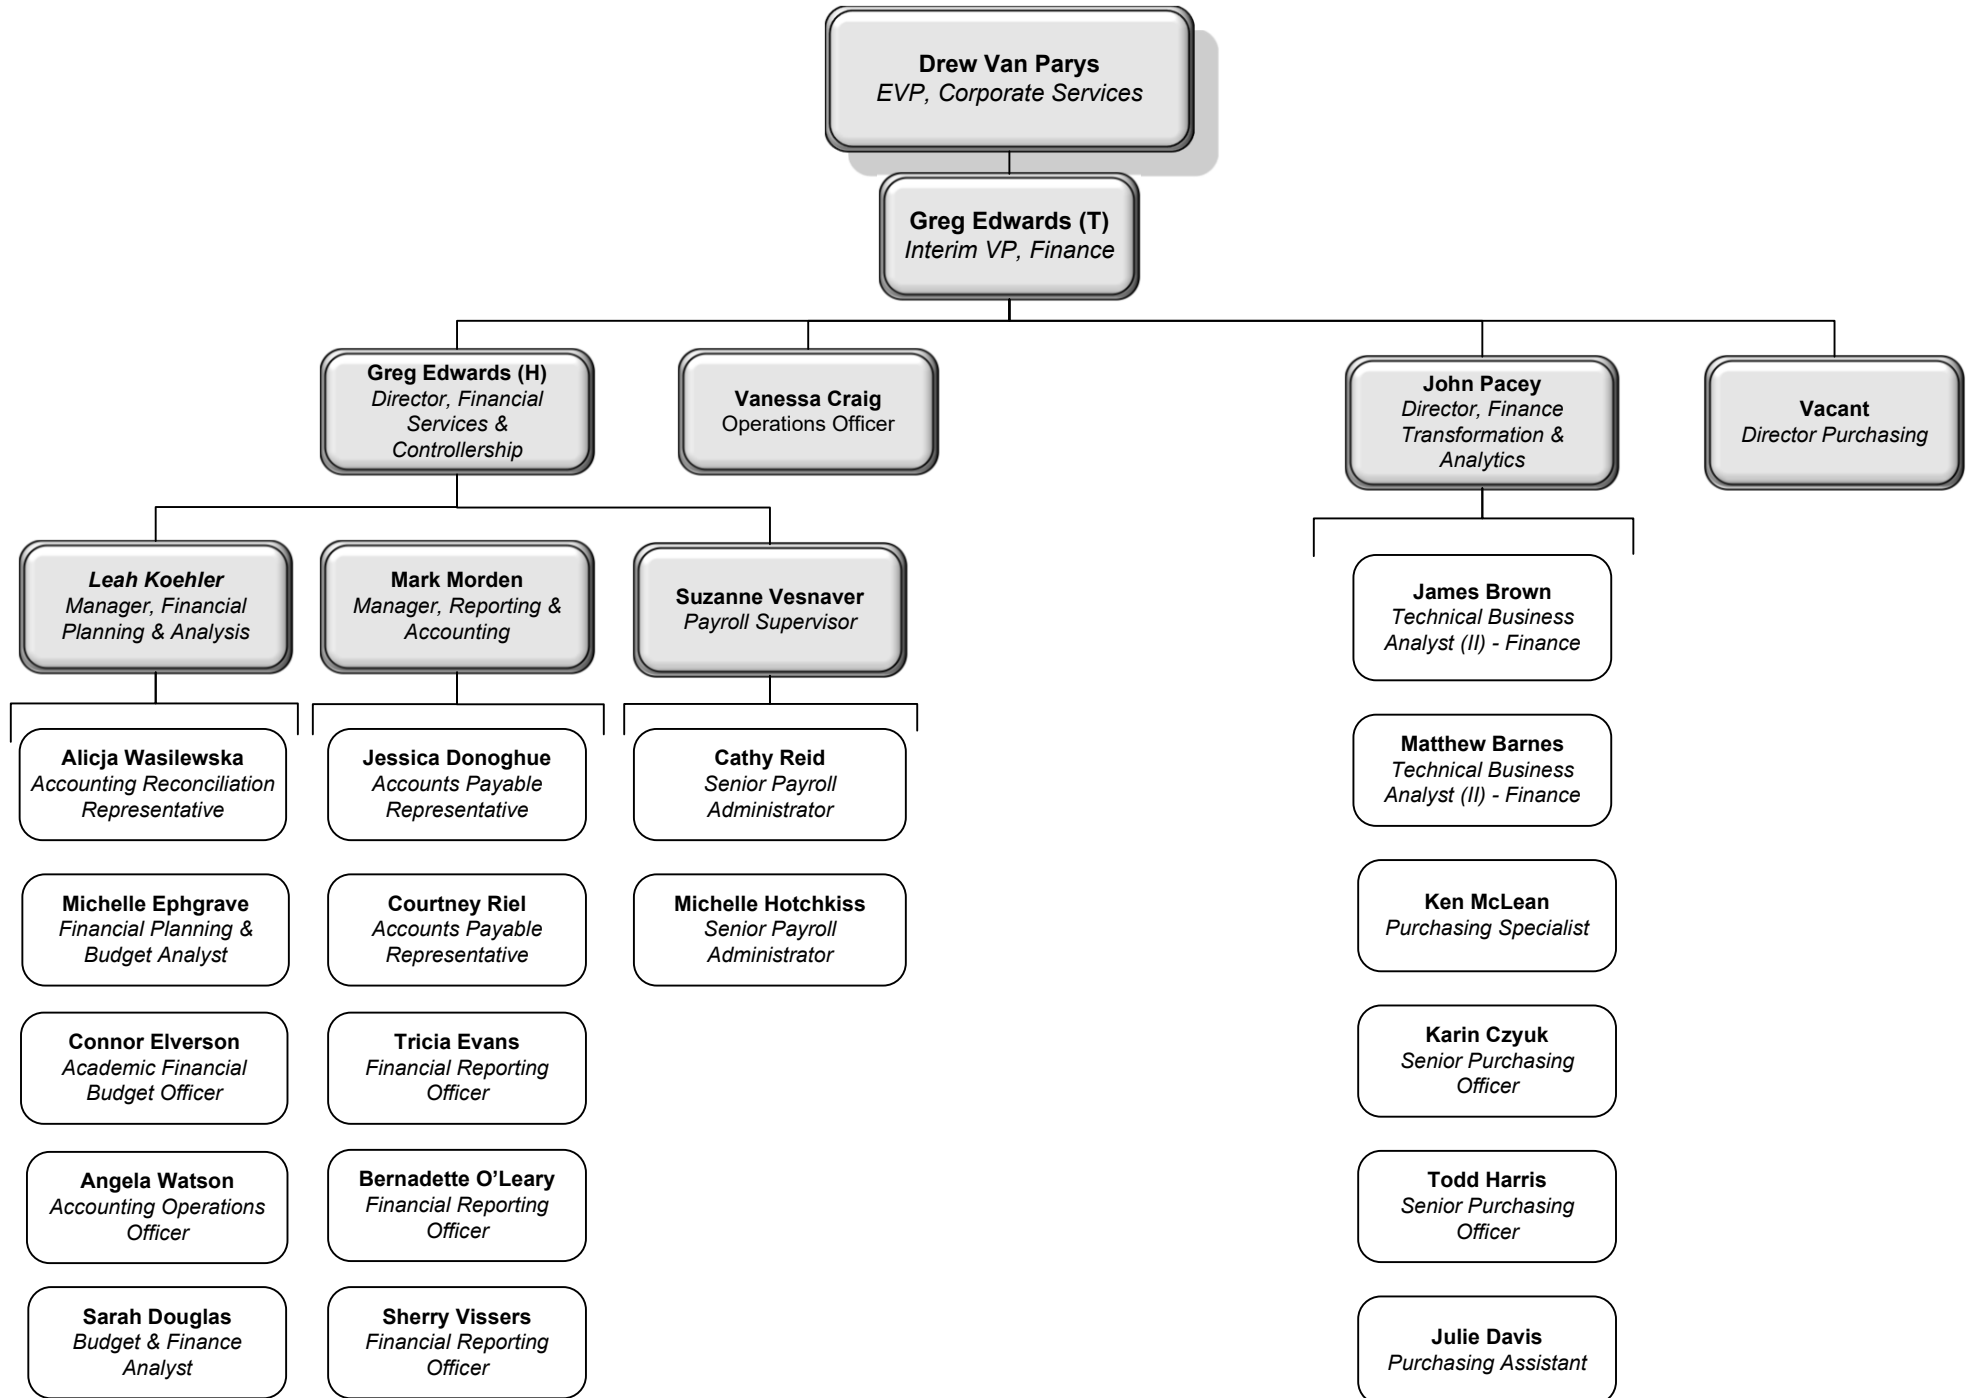 Drew Van Parys
EVP, Corporate Services
Greg Edwards (T)
Interim VP, Finance
Greg Edwards (H)
Director, Financial
Services &
Controllership
Vanessa Craig
Operations Officer
John Pacey
Director, Finance
Transformation &
Analytics
Vacant
Director Purchasing
Leah Koehler
Manager, Financial
Planning & Analysis
Mark Morden
Manager, Reporting &
Accounting
Suzanne Vesnaver
Payroll Supervisor
Alicja Wasilewska
Accounting Reconciliation
Representative
Michelle Ephgrave
Financial Planning &
Budget Analyst
Connor Elverson
Academic Financial
Budget Officer
Angela Watson
Accounting Operations
Officer
Sarah Douglas
Budget & Finance
Analyst
Jessica Donoghue
Accounts Payable
Representative
Courtney Riel
Accounts Payable
Representative
Tricia Evans
Financial Reporting
Officer
Bernadette O’Leary
Financial Reporting
Officer
Sherry Vissers
Financial Reporting
Officer
Cathy Reid
Senior Payroll
Administrator
Michelle Hotchkiss
Senior Payroll
Administrator
James Brown
Technical Business
Analyst (II) - Finance
Matthew Barnes
Technical Business
Analyst (II) - Finance
Ken McLean
Purchasing Specialist
Karin Czyuk
Senior Purchasing
Officer
Todd Harris
Senior Purchasing
Officer
Julie Davis
Purchasing Assistant